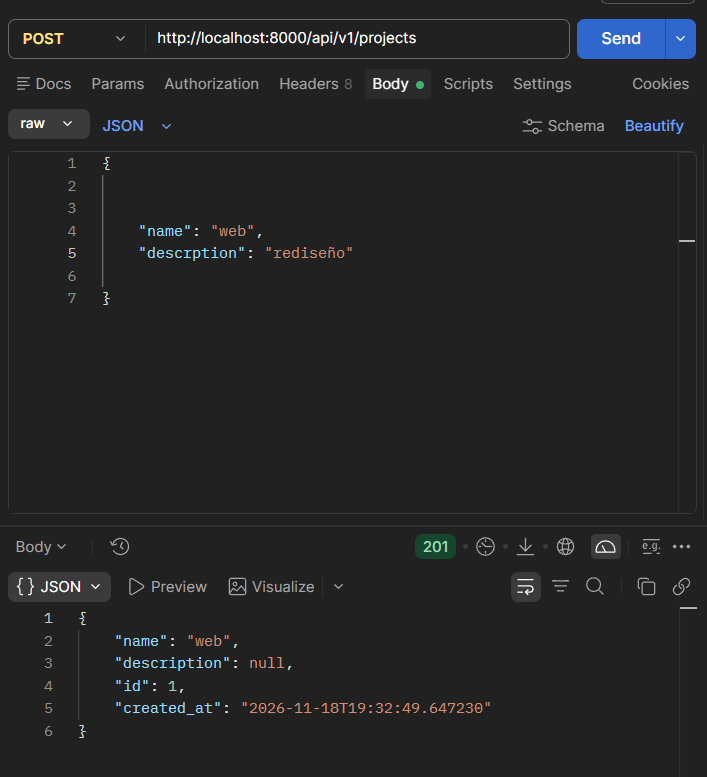 POST http://localhost:8000/api/v1/projects Send
Docs Params Authorization Headers 8 Body Scripts Settings Cookies
raw JSON Schema Beautify
1 {
2
3
4 "name": "web",
5 "descrption": "rediseño"
6
7 }
Body 201 e.g.
{} JSON Preview Visualize
1 {
2 "name": "web",
3 "description": null,
4 "id": 1,
5 "created_at": "2026-11-18T19:32:49.647230"
6 }